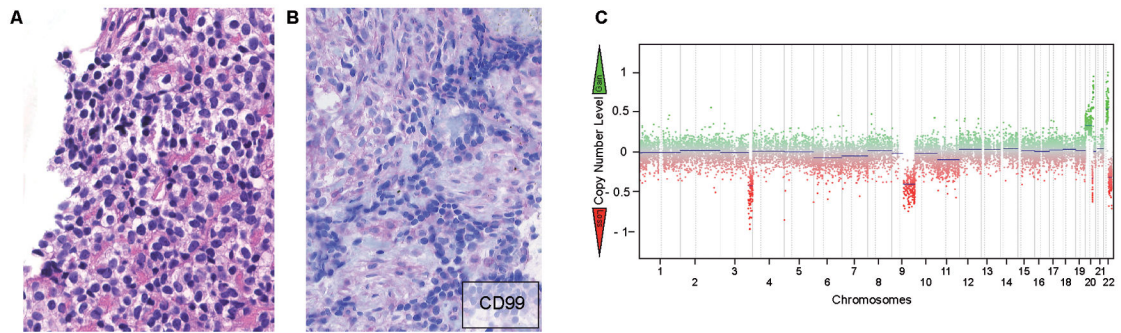 A
B
CD99
C
Gain
Copy Number Level
Loss
1
0.5
0
- 0.5
- 1
1 3 4 5 6 7 8 9 11 12 13 14 15 16 17 18 19 20 21 22
2 10
Chromosomes